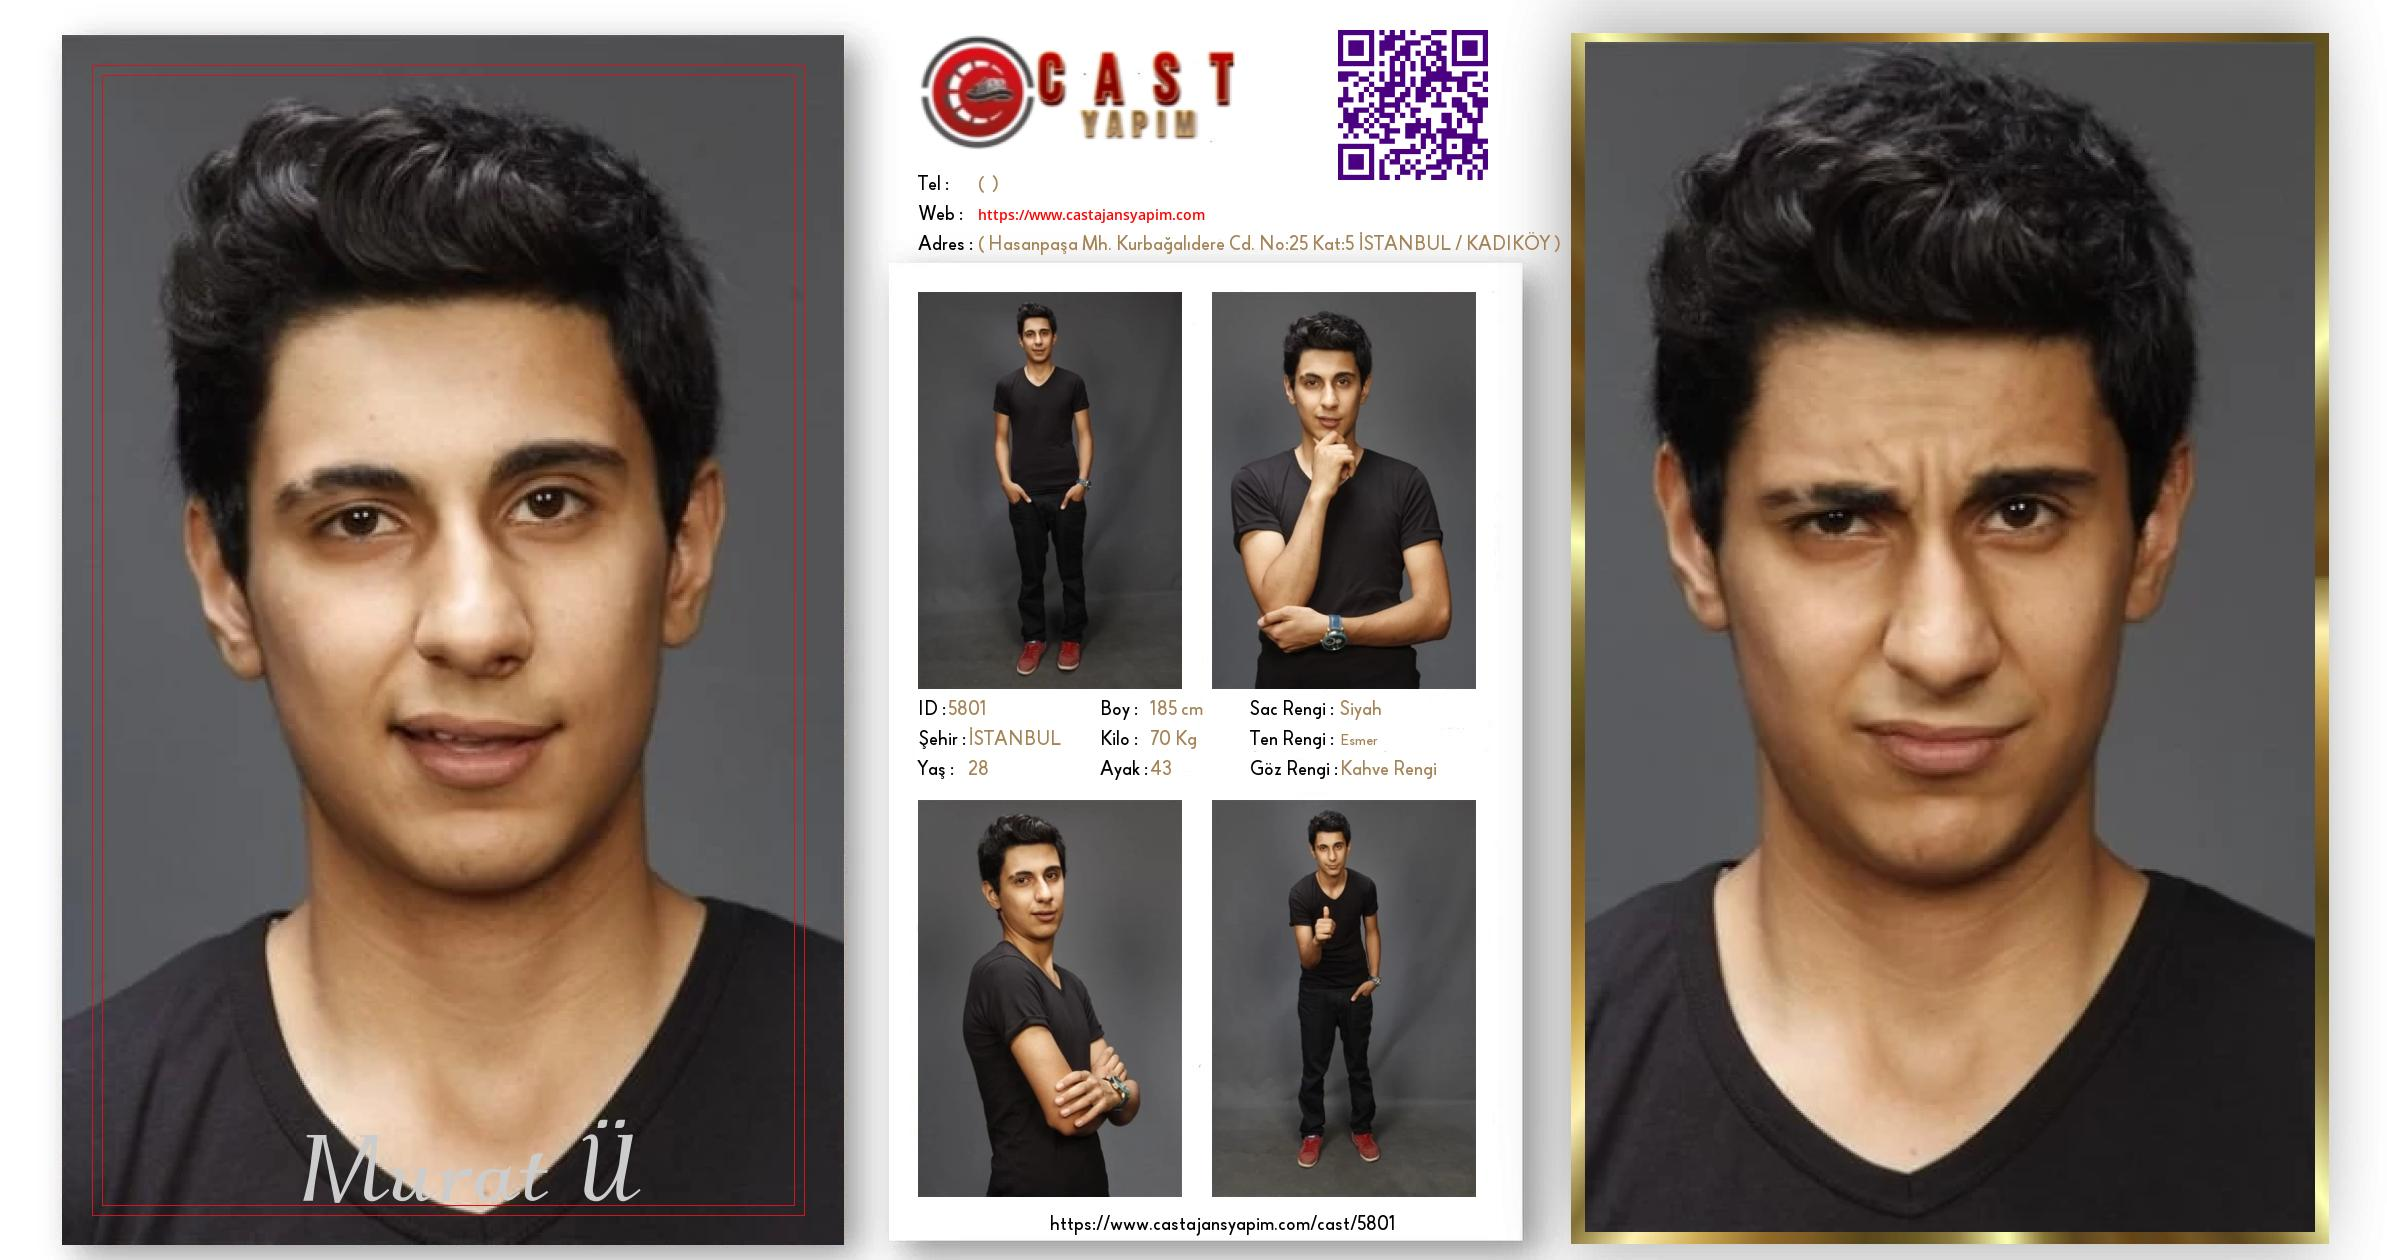 Murat Ü
CAST
YAPIM
Tel : ( )
Web : https://www.castajansyapim.com
Adres : ( Hasanpaşa Mh. Kurbağalıdere Cd. No:25 Kat:5 İSTANBUL / KADIKÖY )
ID : 5801 Boy : 185 cm Sac Rengi : Siyah
Şehir : İSTANBUL Kilo : 70 Kg Ten Rengi : Esmer
Yaş : 28 Ayak : 43 Göz Rengi : Kahve Rengi
https://www.castajansyapim.com/cast/5801